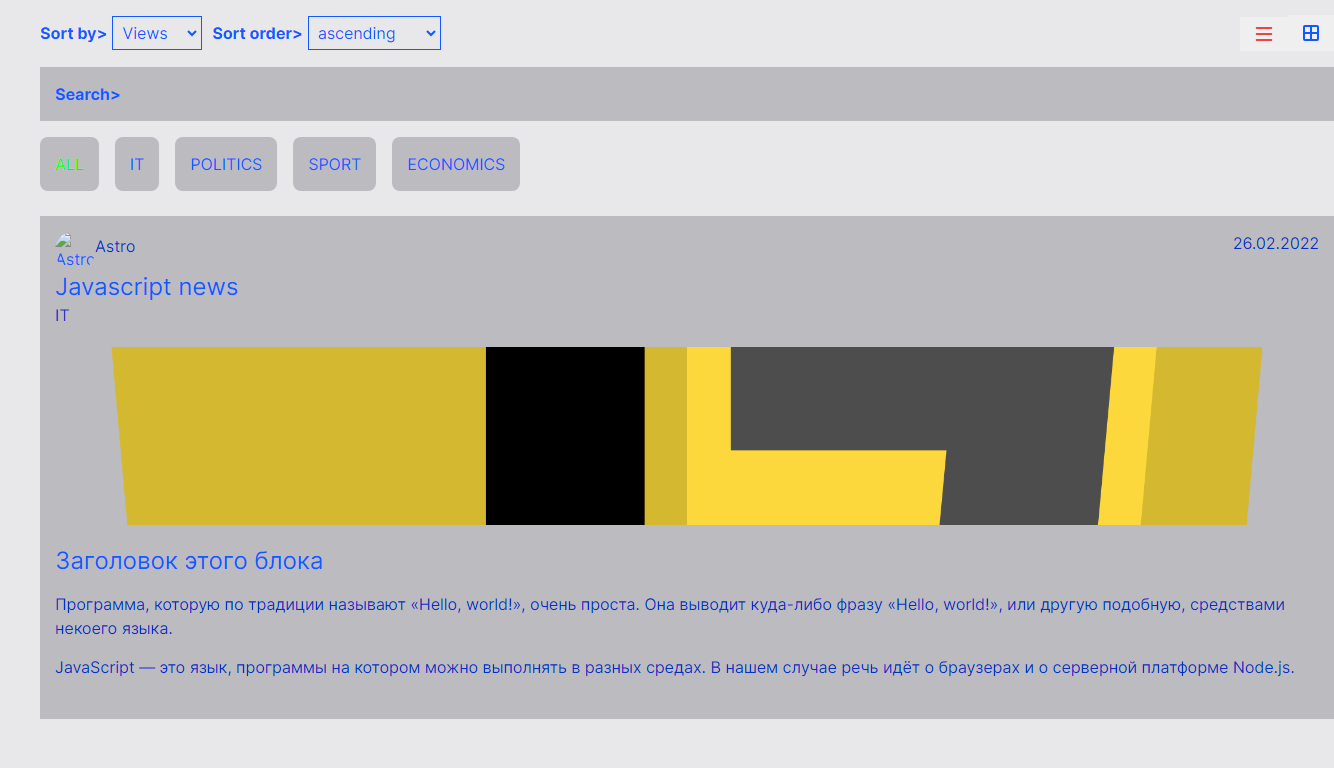 Sort by> Views Sort order> ascending
Search>
ALL IT POLITICS SPORT ECONOMICS
Astro Astro 26.02.2022
Javascript news
IT
Заголовок этого блока
Программа, которую по традиции называют «Hello, world!», очень проста. Она выводит куда-либо фразу «Hello, world!», или другую подобную, средствами
некоего языка.
JavaScript — это язык, программы на котором можно выполнять в разных средах. В нашем случае речь идёт о браузерах и о серверной платформе Node.js.